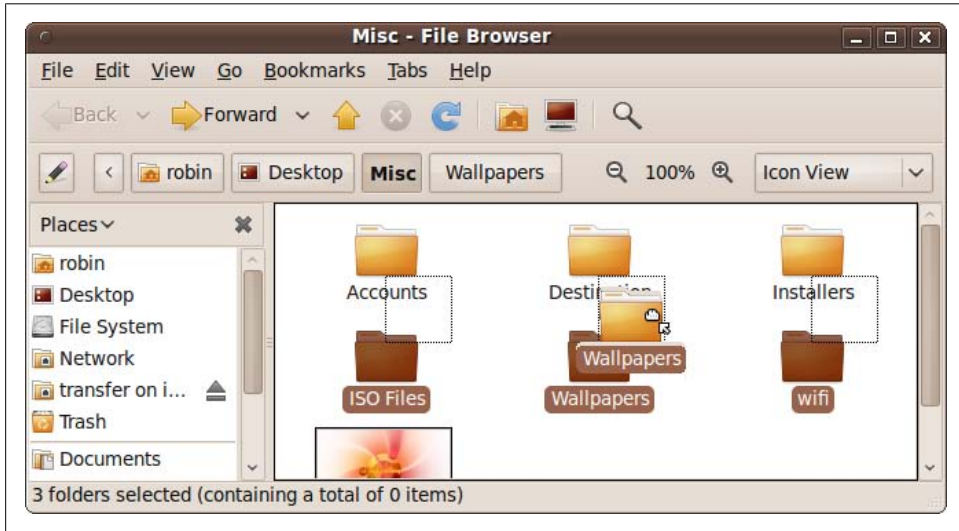 Misc - File Browser
File Edit View Go Bookmarks Tabs Help
Back Forward
robin Desktop Misc Wallpapers 100% Icon View
Places
robin
Desktop
File System
Network
transfer on i...
Trash
Documents
Accounts Destination Installers
Wallpapers
ISO Files Wallpapers wifi
3 folders selected (containing a total of 0 items)